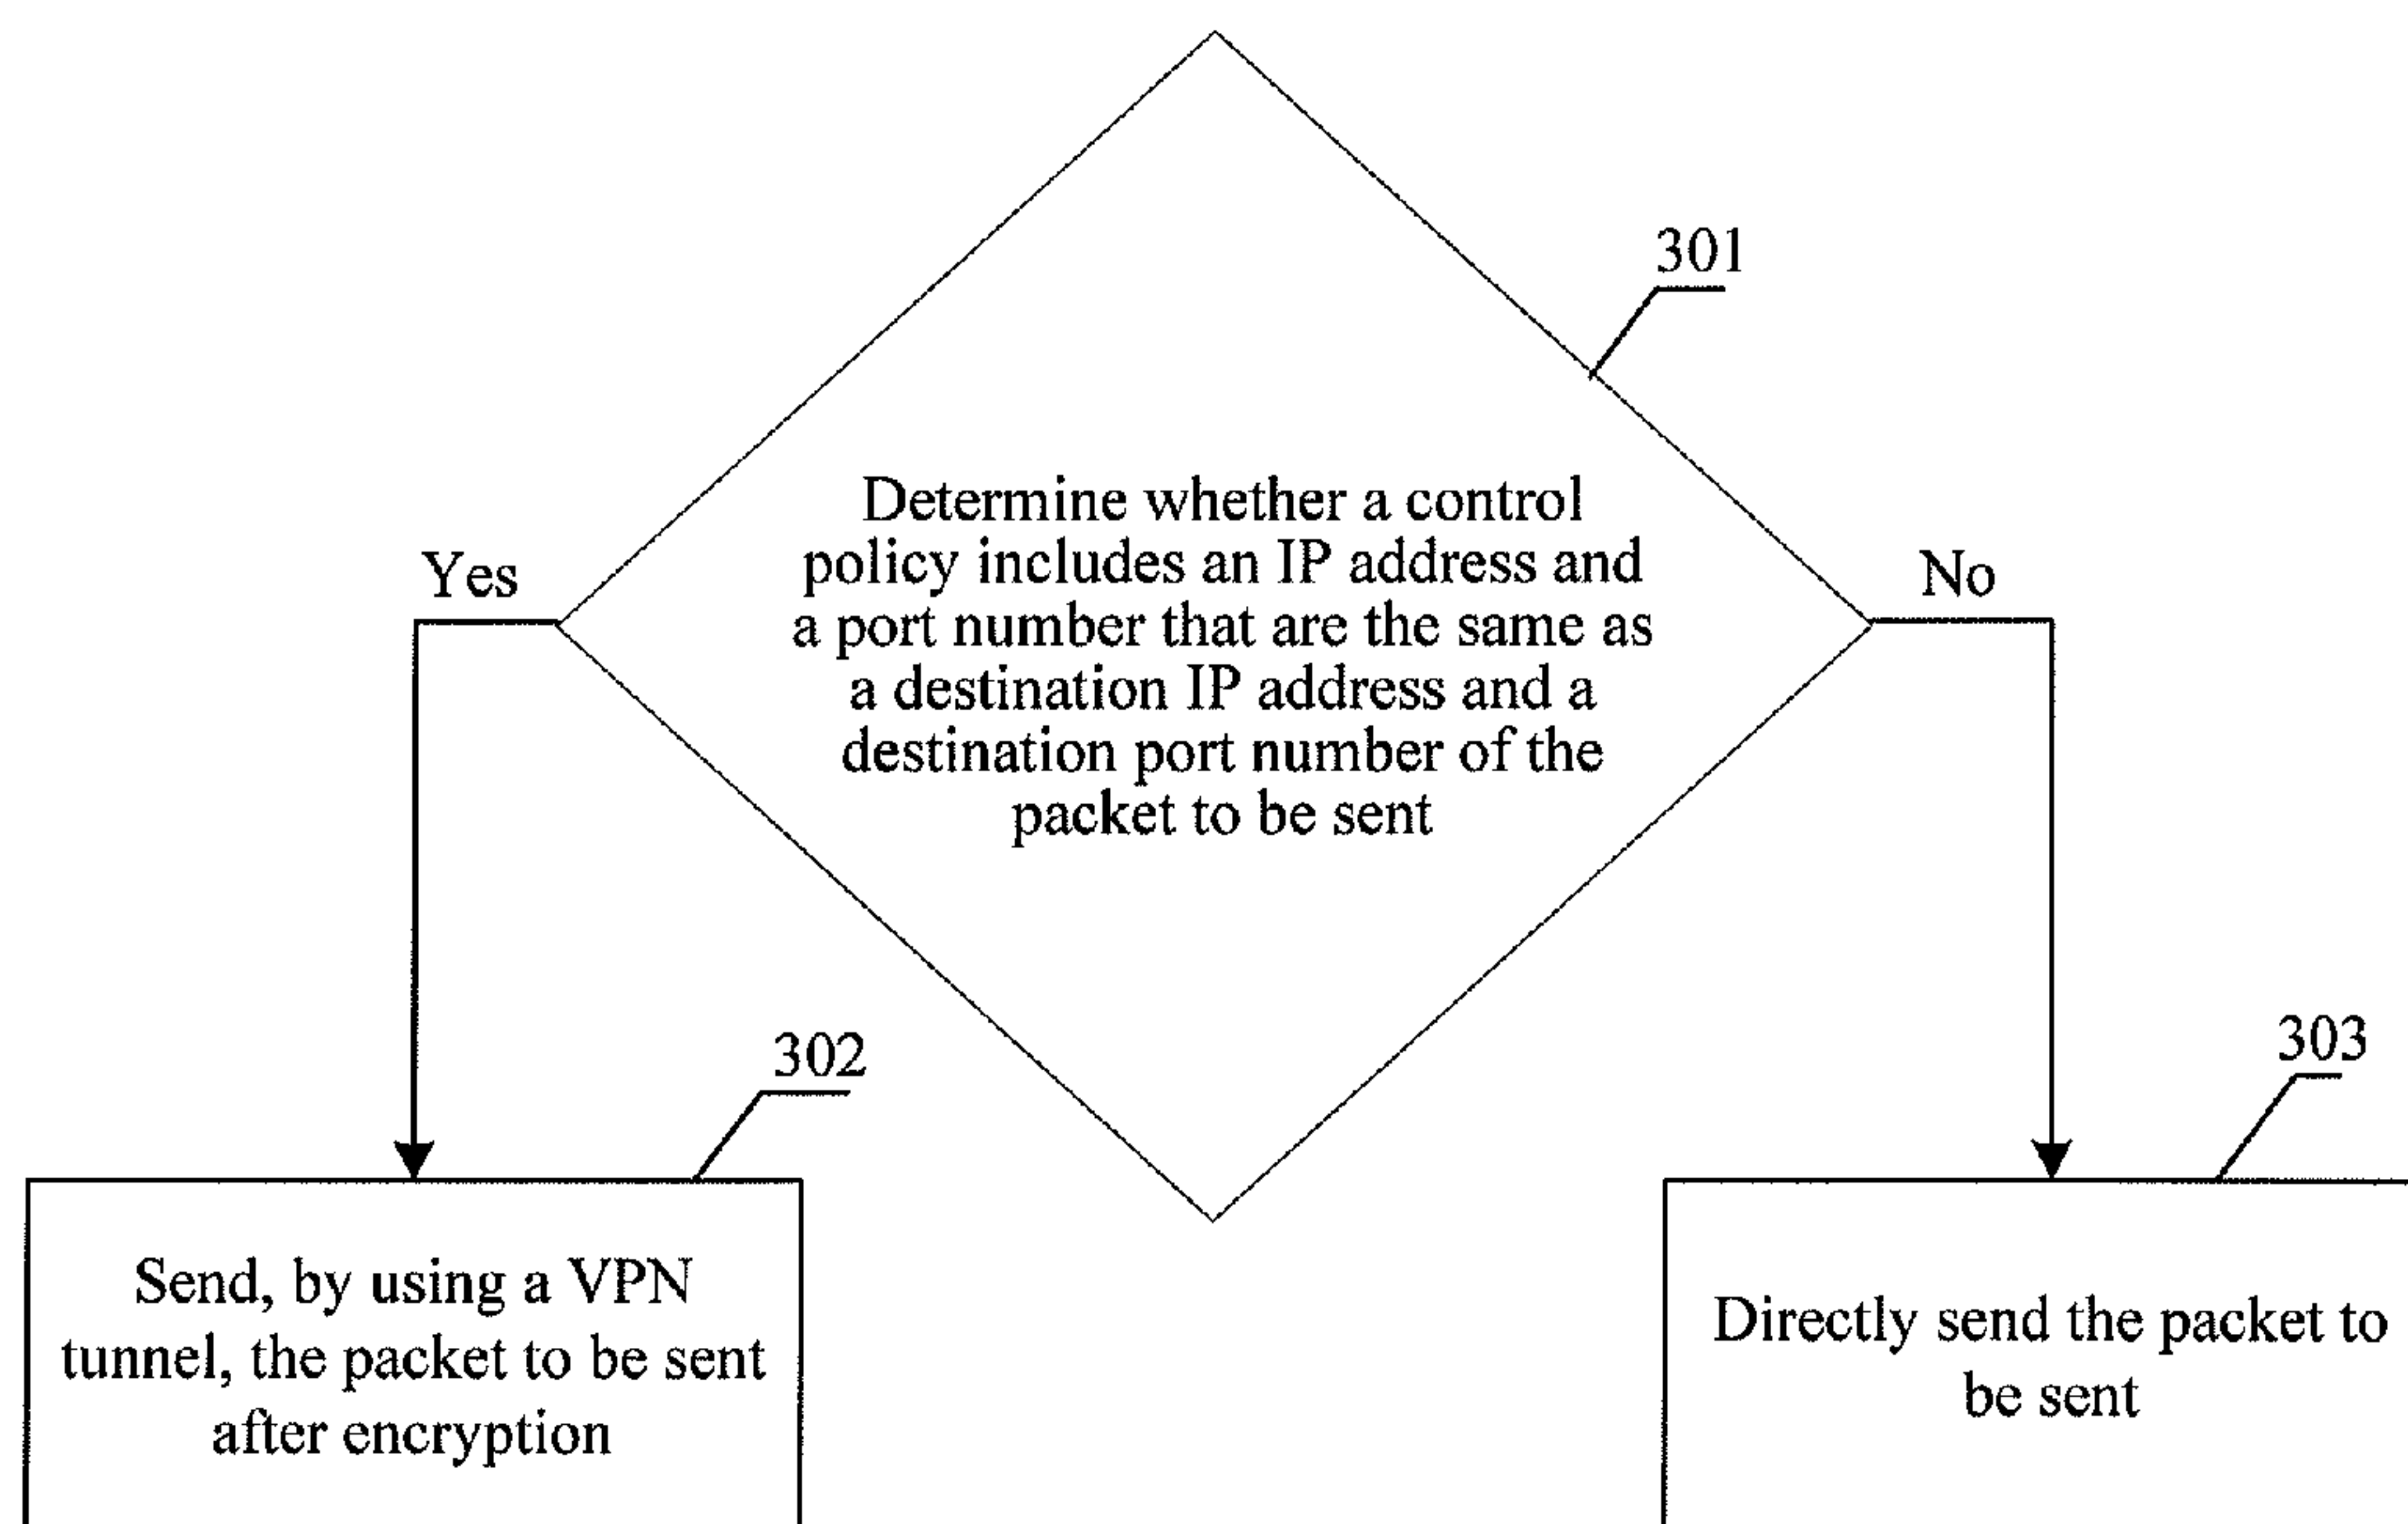 301
Determine whether a control
policy includes an IP address and
a port number that are the same as
a destination IP address and a
destination port number of the
packet to be sent
Yes
No
302
303
Send, by using a VPN
tunnel, the packet to be sent
after encryption
Directly send the packet to
be sent